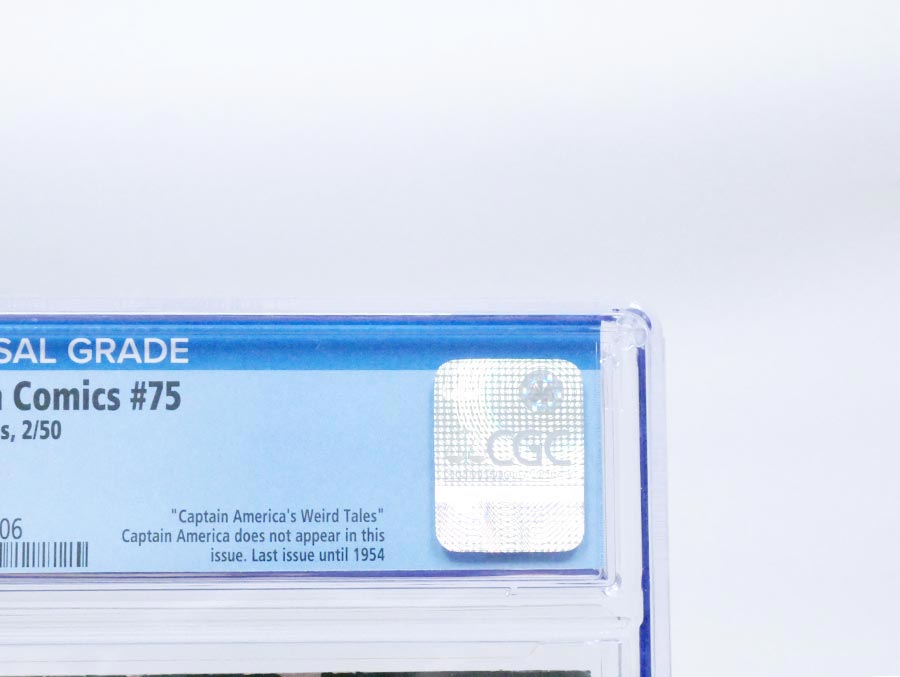 SAL GRADE
Comics #75
s, 2/50
06
"Captain America's Weird Tales"
Captain America does not appear in this
issue. Last issue until 1954
CGC